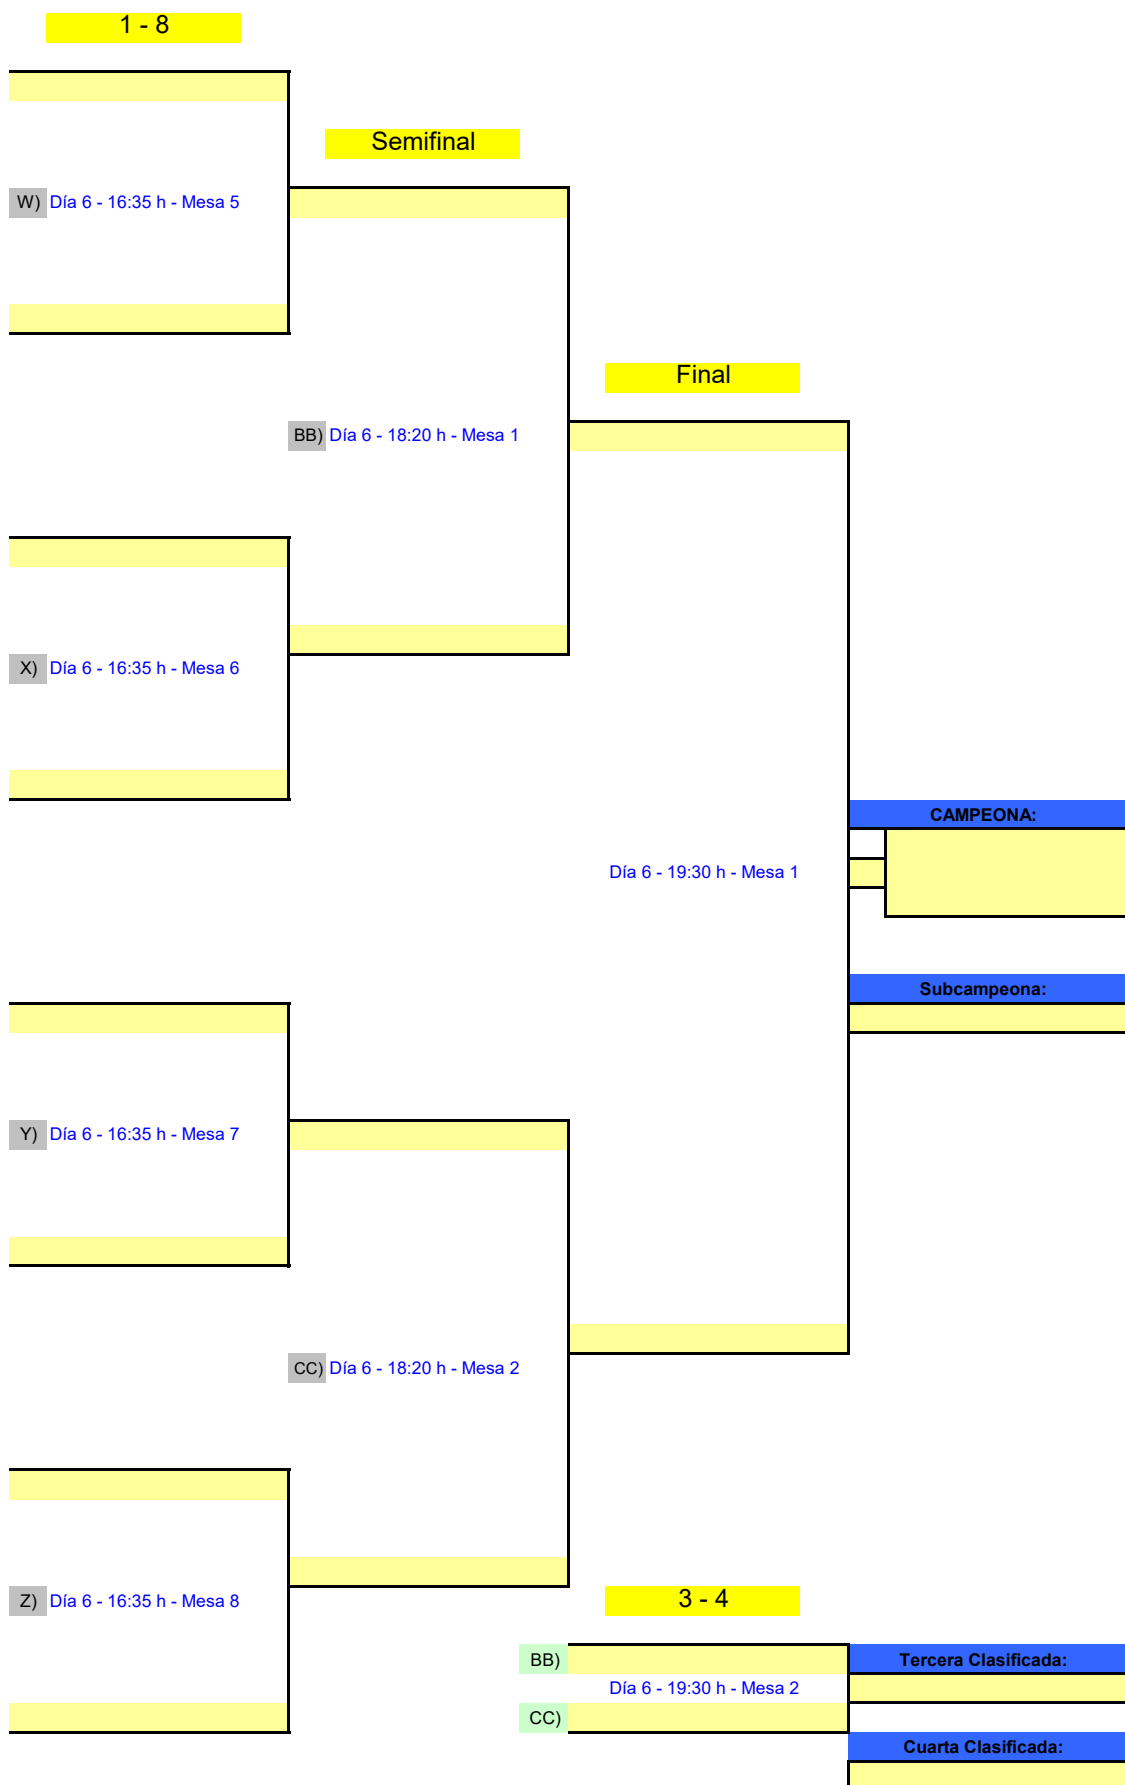 1 - 8
Semifinal
W) Día 6 - 16:35 h - Mesa 5
Final
BB) Día 6 - 18:20 h - Mesa 1
X) Día 6 - 16:35 h - Mesa 6
CAMPEONA:
Día 6 - 19:30 h - Mesa 1
Subcampeona:
Y) Día 6 - 16:35 h - Mesa 7
CC) Día 6 - 18:20 h - Mesa 2
Z) Día 6 - 16:35 h - Mesa 8
3 - 4
BB)
Tercera Clasificada:
Día 6 - 19:30 h - Mesa 2
CC)
Cuarta Clasificada: